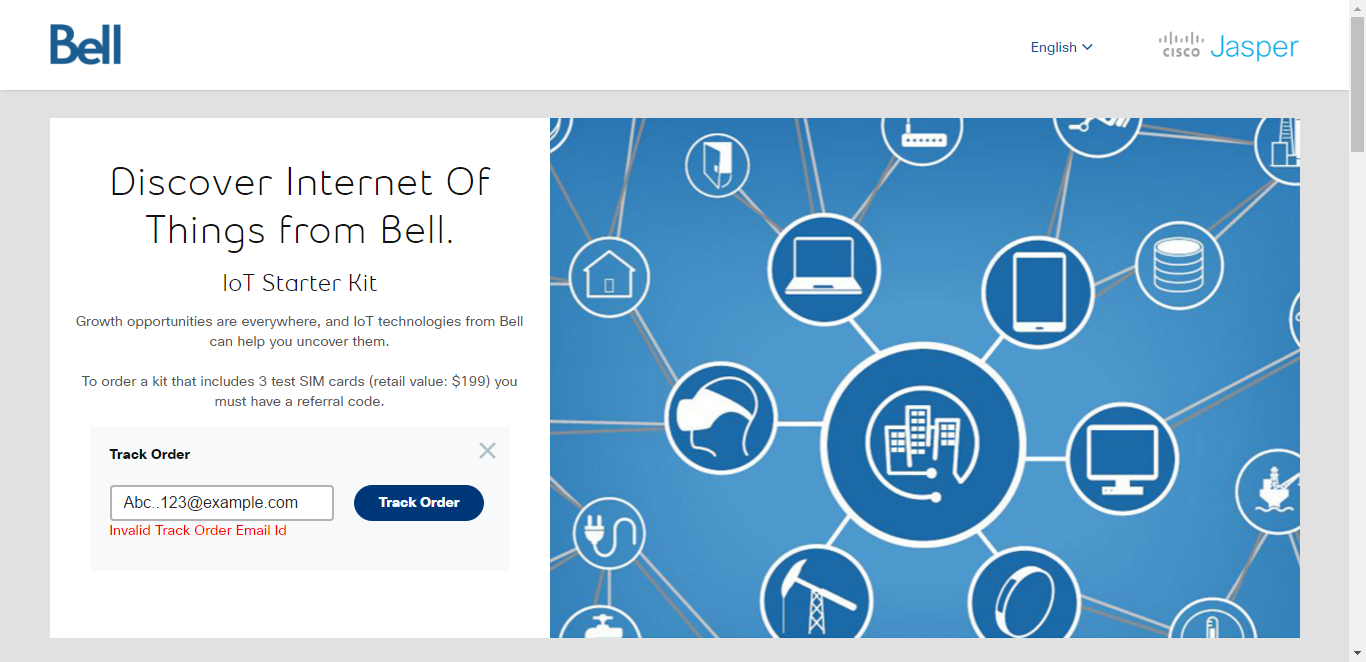 Bell
English
cisco Jasper
Discover Internet Of
Things from Bell.
IoT Starter Kit
Growth opportunities are everywhere, and IoT technologies from Bell
can help you uncover them.
To order a kit that includes 3 test SIM cards (retail value: $199) you
must have a referral code.
Track Order
Abc..123@example.com
Track Order
Invalid Track Order Email Id